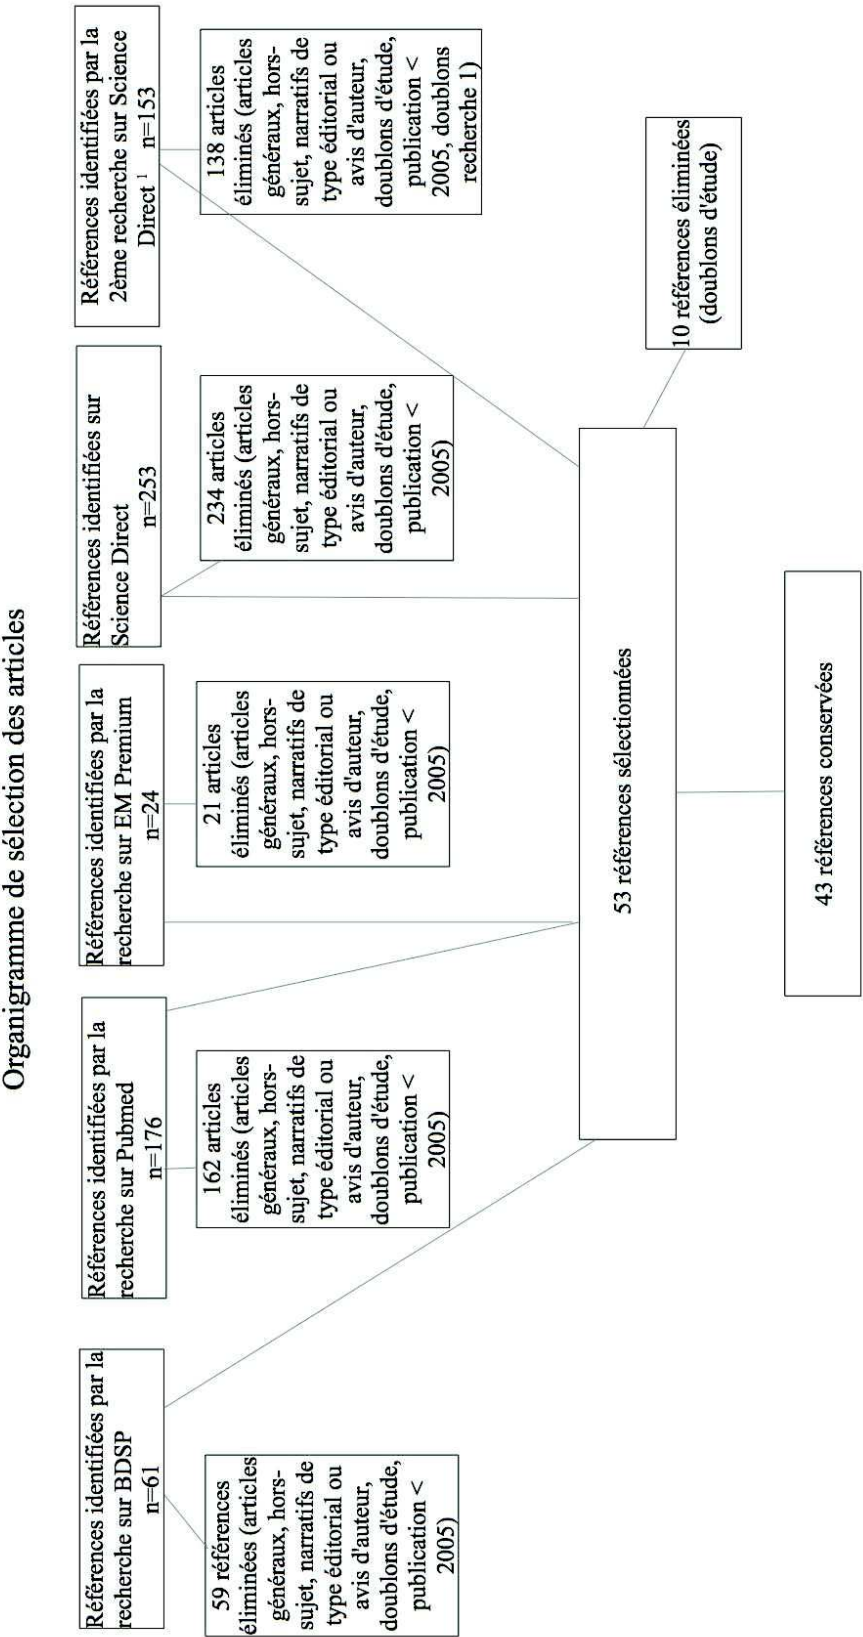 Organigramme de sélection des articles
Références identifiées par la
recherche sur BDSP
n=61
Références identifiées par la
recherche sur Pubmed
n=176
Références identifiées par la
recherche sur EM Premium
n=24
Références identifiées sur
Science Direct
n=253
Références identifiées par la
2ème recherche sur Science
Direct ¹ n=153
59 références
éliminées (articles
généraux, hors-
sujet, narratifs de
type éditorial ou
avis d'auteur,
doublons d'étude,
publication <
2005)
162 articles
éliminés (articles
généraux, hors-
sujet, narratifs de
type éditorial ou
avis d'auteur,
doublons d'étude,
publication <
2005)
21 articles
éliminés (articles
généraux, hors-
sujet, narratifs de
type éditorial ou
avis d'auteur,
doublons d'étude,
publication <
2005)
234 articles
éliminés (articles
généraux, hors-
sujet, narratifs de
type éditorial ou
avis d'auteur,
doublons d'étude,
publication <
2005)
138 articles
éliminés (articles
généraux, hors-
sujet, narratifs de
type éditorial ou
avis d'auteur,
doublons d'étude,
publication <
2005, doublons
recherche 1)
53 références sélectionnées
10 références éliminées
(doublons d'étude)
43 références conservées